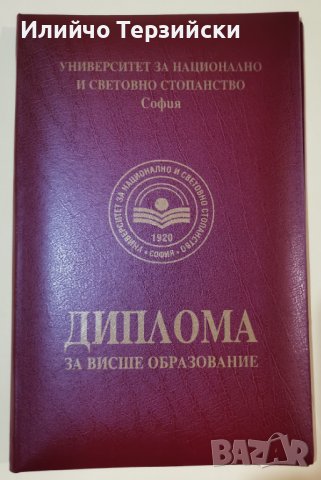 Илийчо Терзийски
УНИВЕРСИТЕТ ЗА НАЦИОНАЛНО
И СВЕТОВНО СТОПАНСТВО
София
УНИВЕРСИТЕТ ЗА НАЦИОНАЛНО И СВЕТОВНО СТОПАНСТВО
1920
• СОФИЯ •
ДИПЛОМА
ЗА ВИСШЕ ОБРАЗОВАНИЕ
BAZAR